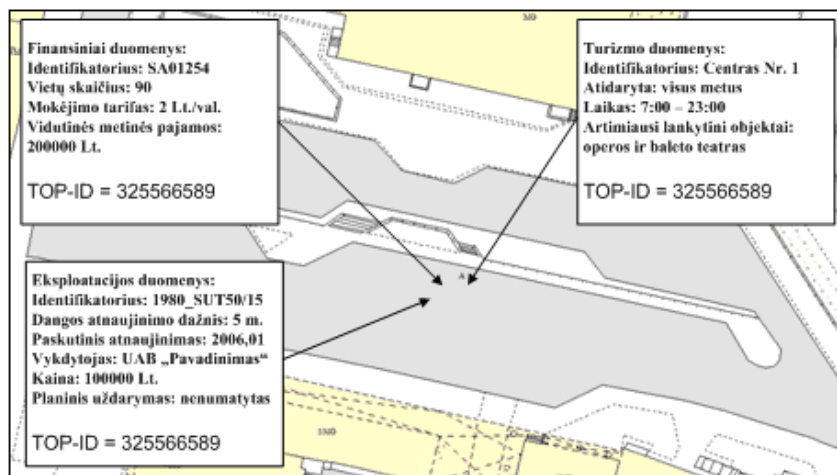 Finansiniai duomenys:
Identifikatorius: SA01254
Vietų skaičius: 90
Mokėjimo tarifas: 2 Lt./val.
Vidutinės metinės pajamos:
200000 Lt.
TOP-ID = 325566589
Turizmo duomenys:
Identifikatorius: Centras Nr. 1
Atidaryta: visus metus
Laikas: 7:00 – 23:00
Artimiausi lankytini objektai:
operos ir baleto teatras
TOP-ID = 325566589
A
Eksploatacijos duomenys:
Identifikatorius: 1980_SUT50/15
Dangos atnaujinimo dažnis: 5 m.
Paskutinis atnaujinimas: 2006,01
Vykdytojas: UAB „Pavadinimas“
Kaina: 100000 Lt.
Planinis uždarymas: nenumatytas
TOP-ID = 325566589